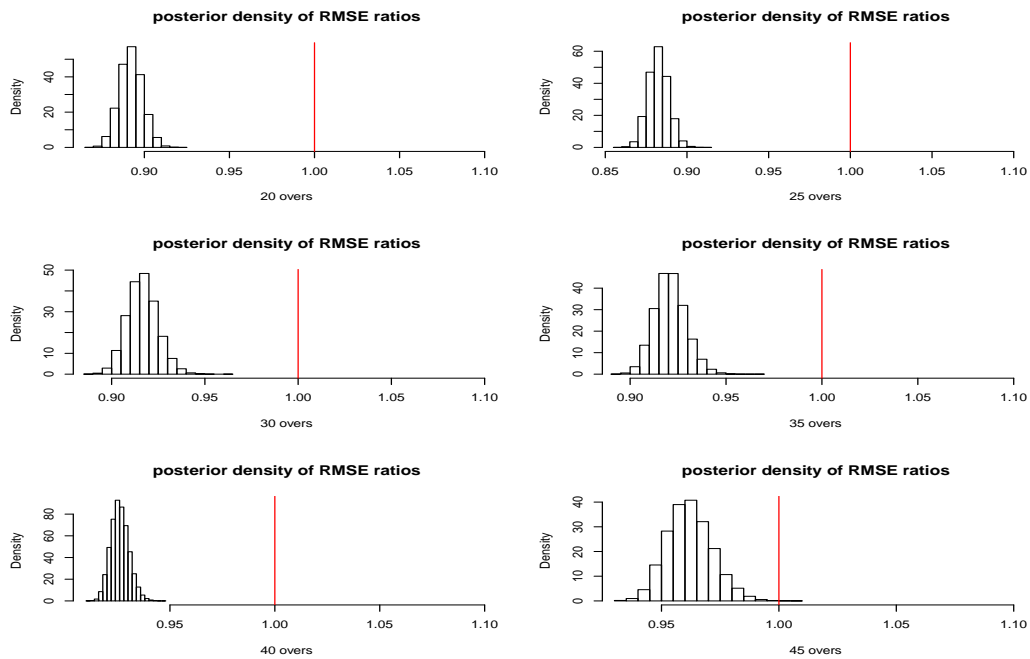 posterior density of RMSE ratios
Density
0 20 40
0.90 0.95 1.00 1.05 1.10
20 overs
posterior density of RMSE ratios
Density
0 20 40 60
0.85 0.90 0.95 1.00 1.05 1.10
25 overs
posterior density of RMSE ratios
Density
0 10 30 50
0.90 0.95 1.00 1.05 1.10
30 overs
posterior density of RMSE ratios
Density
0 10 20 30 40
0.90 0.95 1.00 1.05 1.10
35 overs
posterior density of RMSE ratios
Density
0 20 40 60 80
0.95 1.00 1.05 1.10
40 overs
posterior density of RMSE ratios
Density
0 10 20 30 40
0.95 1.00 1.05 1.10
45 overs